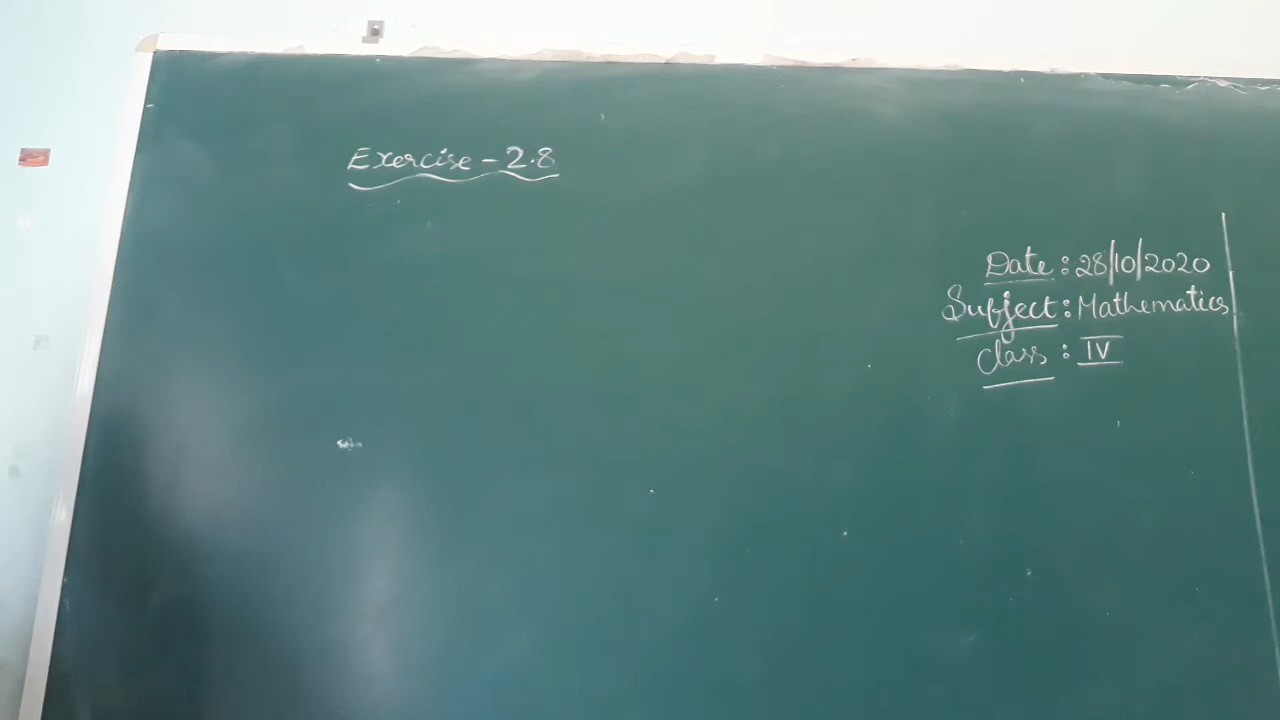 Exercise - 2.8
Date : 28/10/2020
Subject : Mathematics
Class : IV